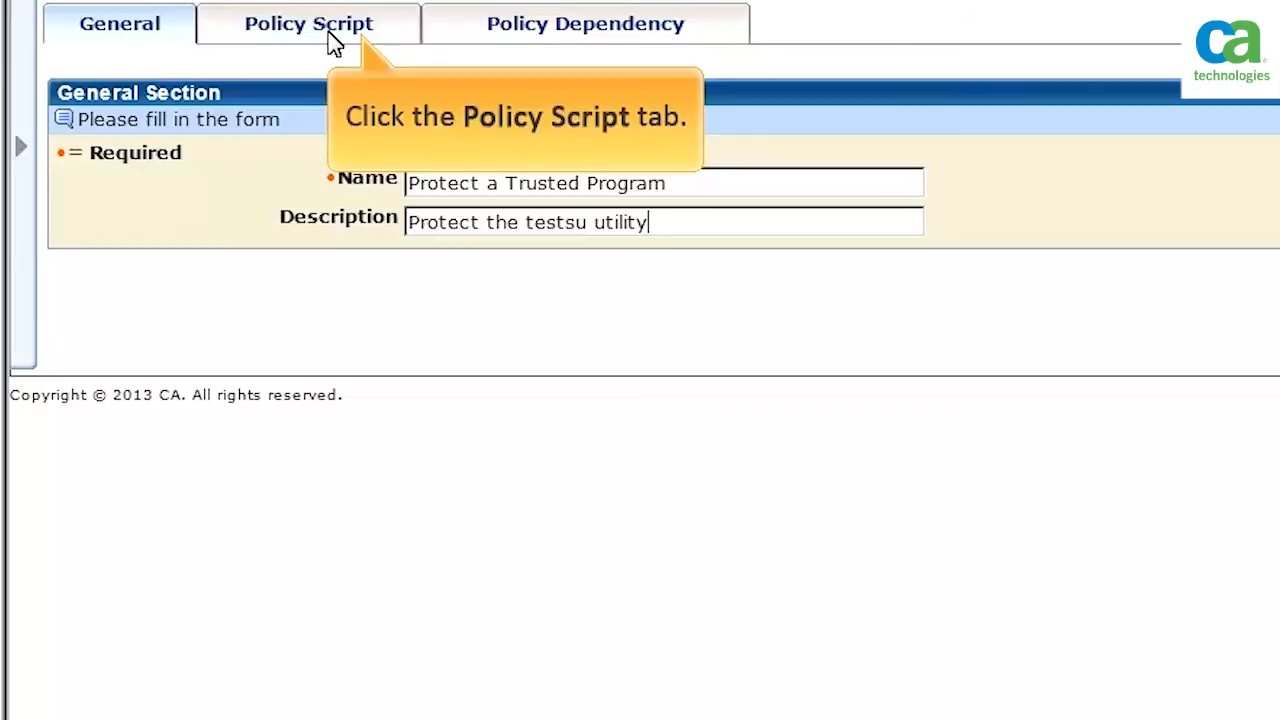 General
Policy Script
Policy Dependency
ca
technologies
Click the Policy Script tab.
General Section
Please fill in the form
= Required
Name
Protect a Trusted Program
Description
Protect the testsu utility
Copyright © 2013 CA. All rights reserved.